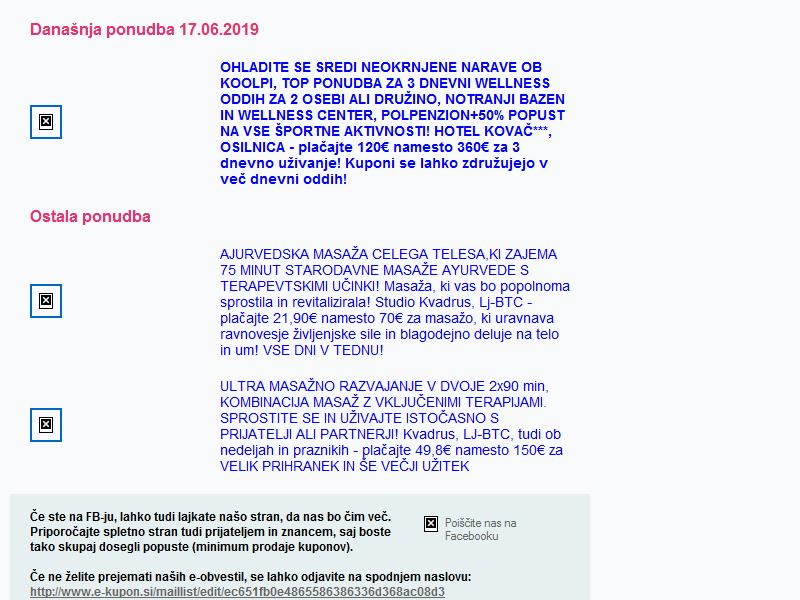 Današnja ponudba 17.06.2019
OHLADITE SE SREDI NEOKRNJENE NARAVE OB
KOOLPI, TOP PONUDBA ZA 3 DNEVNI WELLNESS
ODDIH ZA 2 OSEBI ALI DRUŽINO, NOTRANJI BAZEN
IN WELLNESS CENTER, POLPENZION+50% POPUST
NA VSE ŠPORTNE AKTIVNOSTI! HOTEL KOVAČ***,
OSILNICA - plačajte 120€ namesto 360€ za 3
dnevno uživanje! Kuponi se lahko združujejo v
več dnevni oddih!
Ostala ponudba
AJURVEDSKA MASAŽA CELEGA TELESA,KI ZAJEMA
75 MINUT STARODAVNE MASAŽE AYURVEDE S
TERAPEVTSKIMI UČINKI! Masaža, ki vas bo popolnoma
sprostila in revitalizirala! Studio Kvadrus, Lj-BTC -
plačajte 21,90€ namesto 70€ za masažo, ki uravnava
ravnovesje življenjske sile in blagodejno deluje na telo
in um! VSE DNI V TEDNU!
ULTRA MASAŽNO RAZVAJANJE V DVOJE 2x90 min,
KOMBINACIJA MASAŽ Z VKLJUČENIMI TERAPIJAMI.
SPROSTITE SE IN UŽIVAJTE ISTOČASNO S
PRIJATELJI ALI PARTNERJI! Kvadrus, LJ-BTC, tudi ob
nedeljah in praznikih - plačajte 49,8€ namesto 150€ za
VELIK PRIHRANEK IN ŠE VEČJI UŽITEK
Če ste na FB-ju, lahko tudi lajkate našo stran, da nas bo čim več.
Priporočajte spletno stran tudi prijateljem in znancem, saj boste
tako skupaj dosegli popuste (minimum prodaje kuponov).
Poiščite nas na
Facebooku
Če ne želite prejemati naših e-obvestil, se lahko odjavite na spodnjem naslovu:
http://www.e-kupon.si/maillist/edit/ec651fb0e4865586386336d368ac08d3